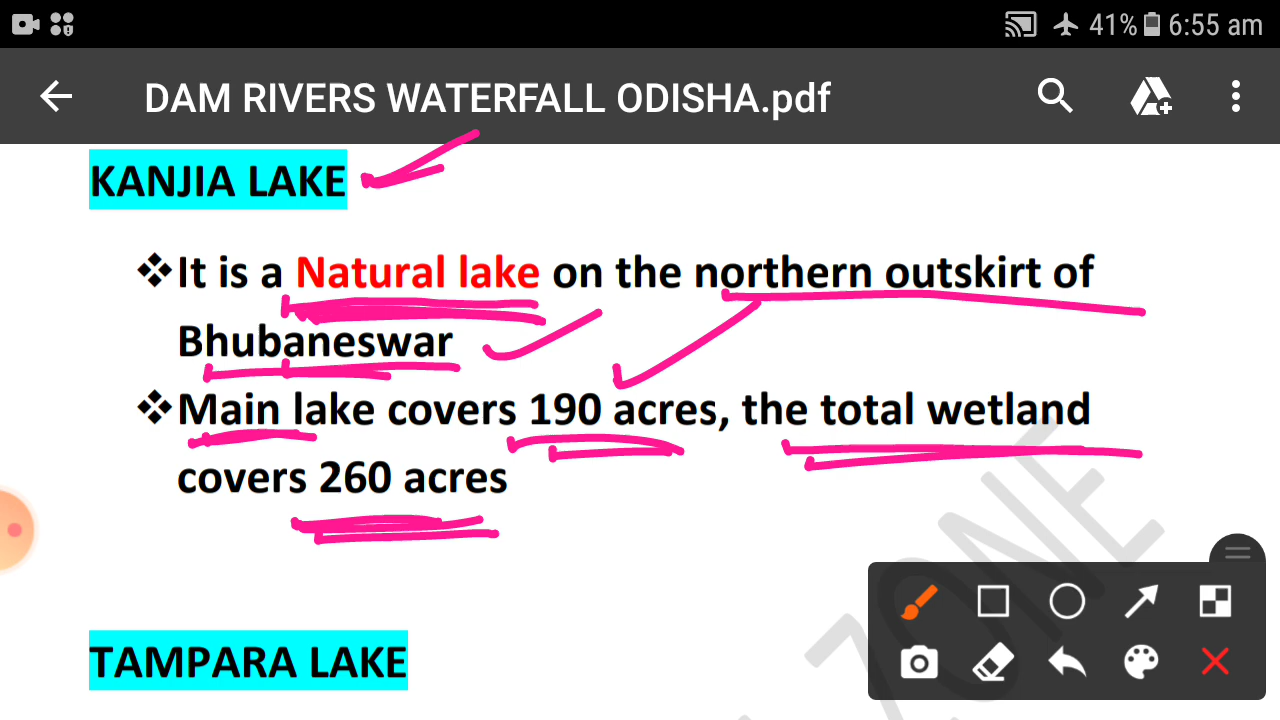 41% 6:55 am
DAM RIVERS WATERFALL ODISHA.pdf
KANJIA LAKE
❖It is a Natural lake on the northern outskirt of
Bhubaneswar
❖Main lake covers 190 acres, the total wetland
covers 260 acres
ZONE
TAMPARA LAKE